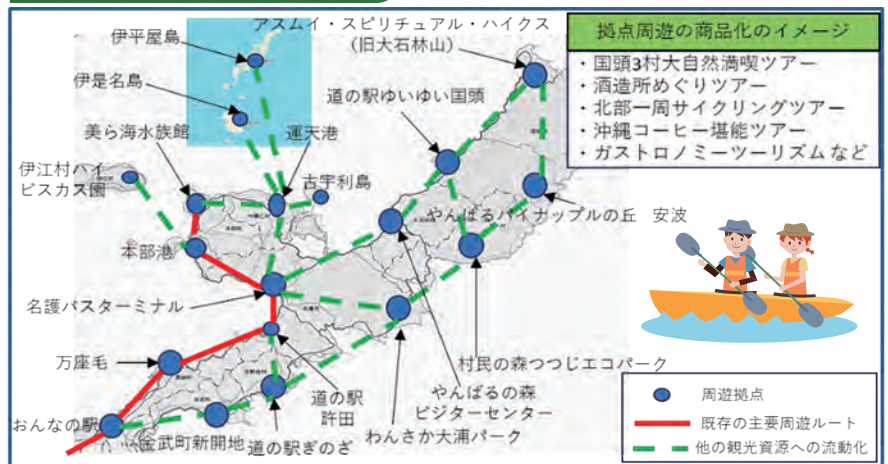 アスムイ・スピリチュアル・ハイクス
(旧大石林山)
伊平屋島
伊是名島
道の駅ゆいゆい国頭
美ら海水族館
運天港
伊江村ハイ
ビスカス園
古宇利島
やんばるパイナップルの丘 安波
本部港
名護バスターミナル
万座毛
村民の森つつじエコパーク
道の駅
許田
やんばるの森
ビジターセンター
おんなの駅
金武町新開地
道の駅ぎのざ
わんさか大浦パーク
拠点周遊の商品化のイメージ
・国頭3村大自然満喫ツアー
・酒造所めぐりツアー
・北部一周サイクリングツアー
・沖縄コーヒー堪能ツアー
・ガストロノミーツーリズム など
周遊拠点
既存の主要周遊ルート
他の観光資源への流動化